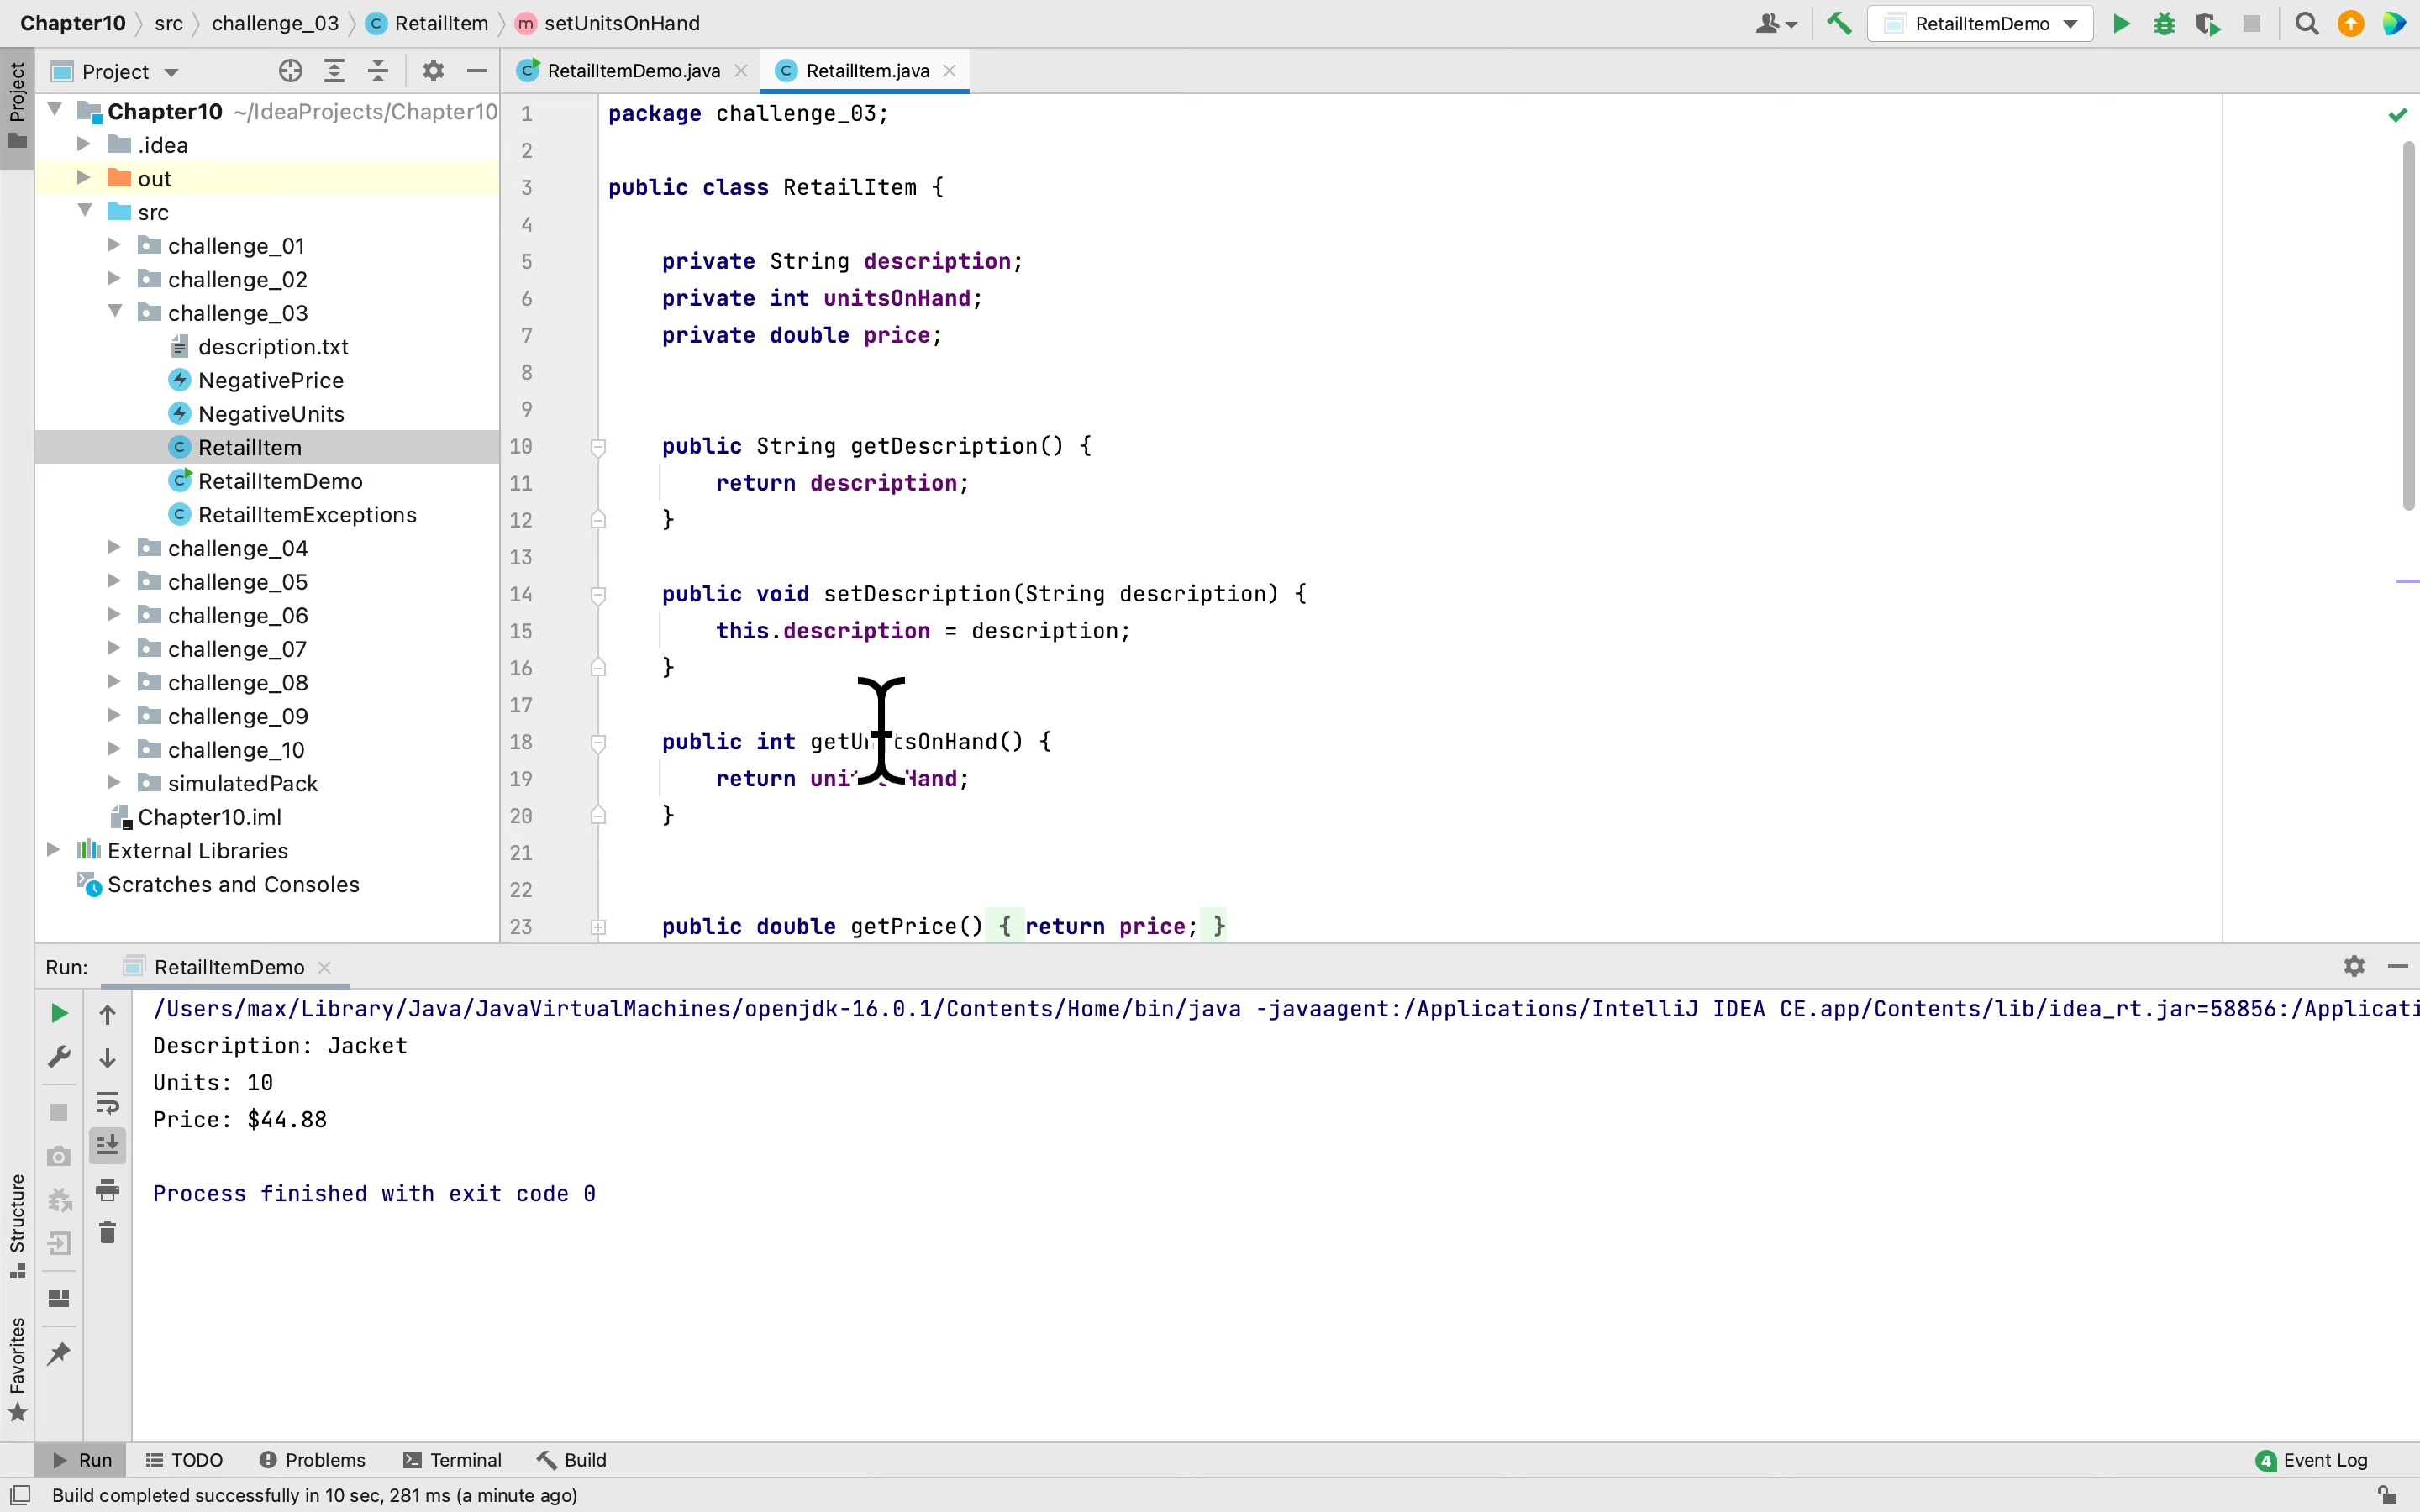 Chapter10 src challenge_03 RetailItem setUnitsOnHand
RetailItemDemo
Project
Project
RetailItemDemo.java
RetailItem.java
Chapter10 ~/IdeaProjects/Chapter10
.idea
out
src
challenge_01
challenge_02
challenge_03
description.txt
NegativePrice
NegativeUnits
RetailItem
RetailItemDemo
RetailItemExceptions
challenge_04
challenge_05
challenge_06
challenge_07
challenge_08
challenge_09
challenge_10
simulatedPack
Chapter10.iml
External Libraries
Scratches and Consoles
1 package challenge_03;
2
3 public class RetailItem {
4
5 private String description;
6 private int unitsOnHand;
7 private double price;
8
9
10 public String getDescription() {
11 return description;
12 }
13
14 public void setDescription(String description) {
15 this.description = description;
16 }
17
18 public int getUnitsOnHand() {
19 return unitsOnHand;
20 }
21
22
23 public double getPrice() { return price; }
Run: RetailItemDemo
/Users/max/Library/Java/JavaVirtualMachines/openjdk-16.0.1/Contents/Home/bin/java -javaagent:/Applications/IntelliJ IDEA CE.app/Contents/lib/idea_rt.jar=58856:/Applicati
Description: Jacket
Units: 10
Price: $44.88
Process finished with exit code 0
Structure
Favorites
Run TODO Problems Terminal Build
4 Event Log
Build completed successfully in 10 sec, 281 ms (a minute ago)